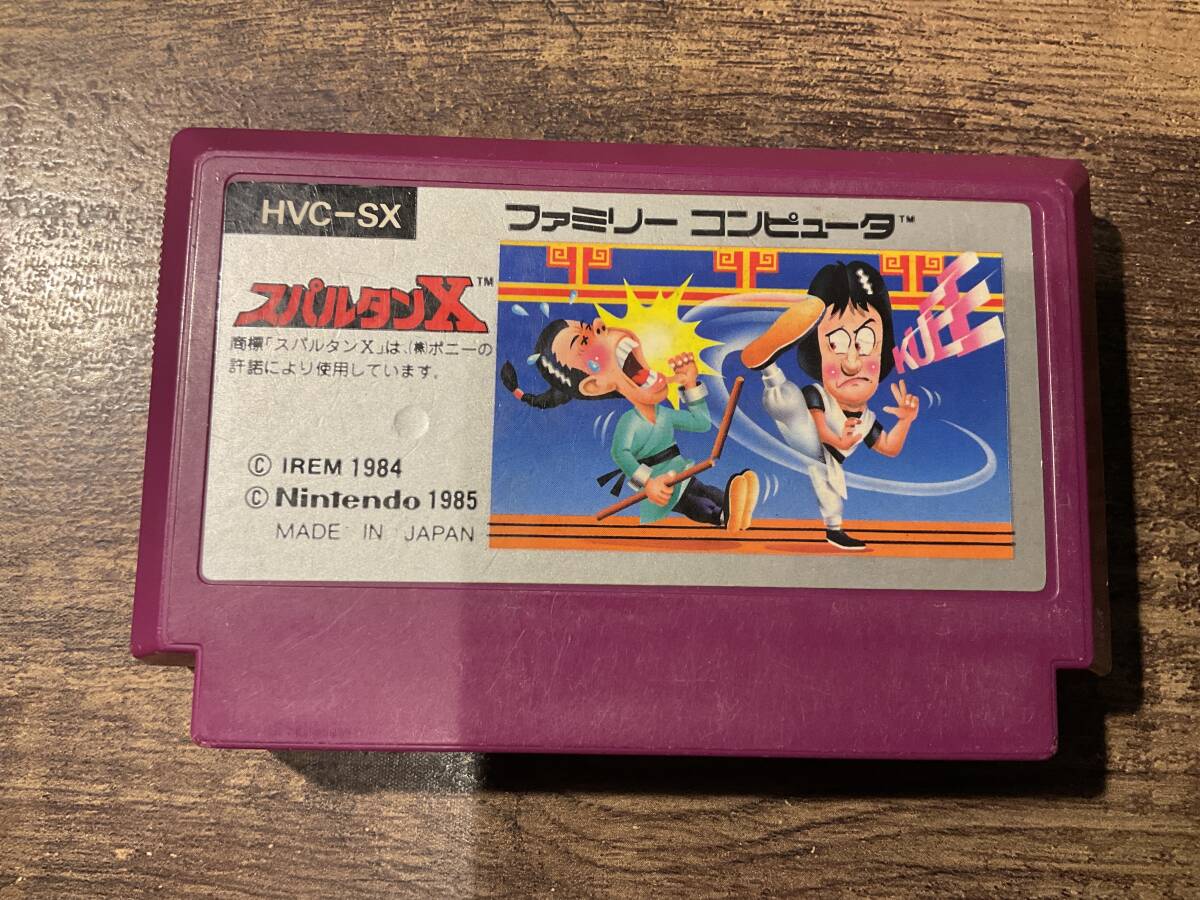 HVC-SX
ファミリー コンピュータ™
スパルタンX™
商標「スパルタンX」は、㈱ポニーの
許諾により使用しています。
© IREM 1984
© Nintendo 1985
MADE IN JAPAN
KUEEE